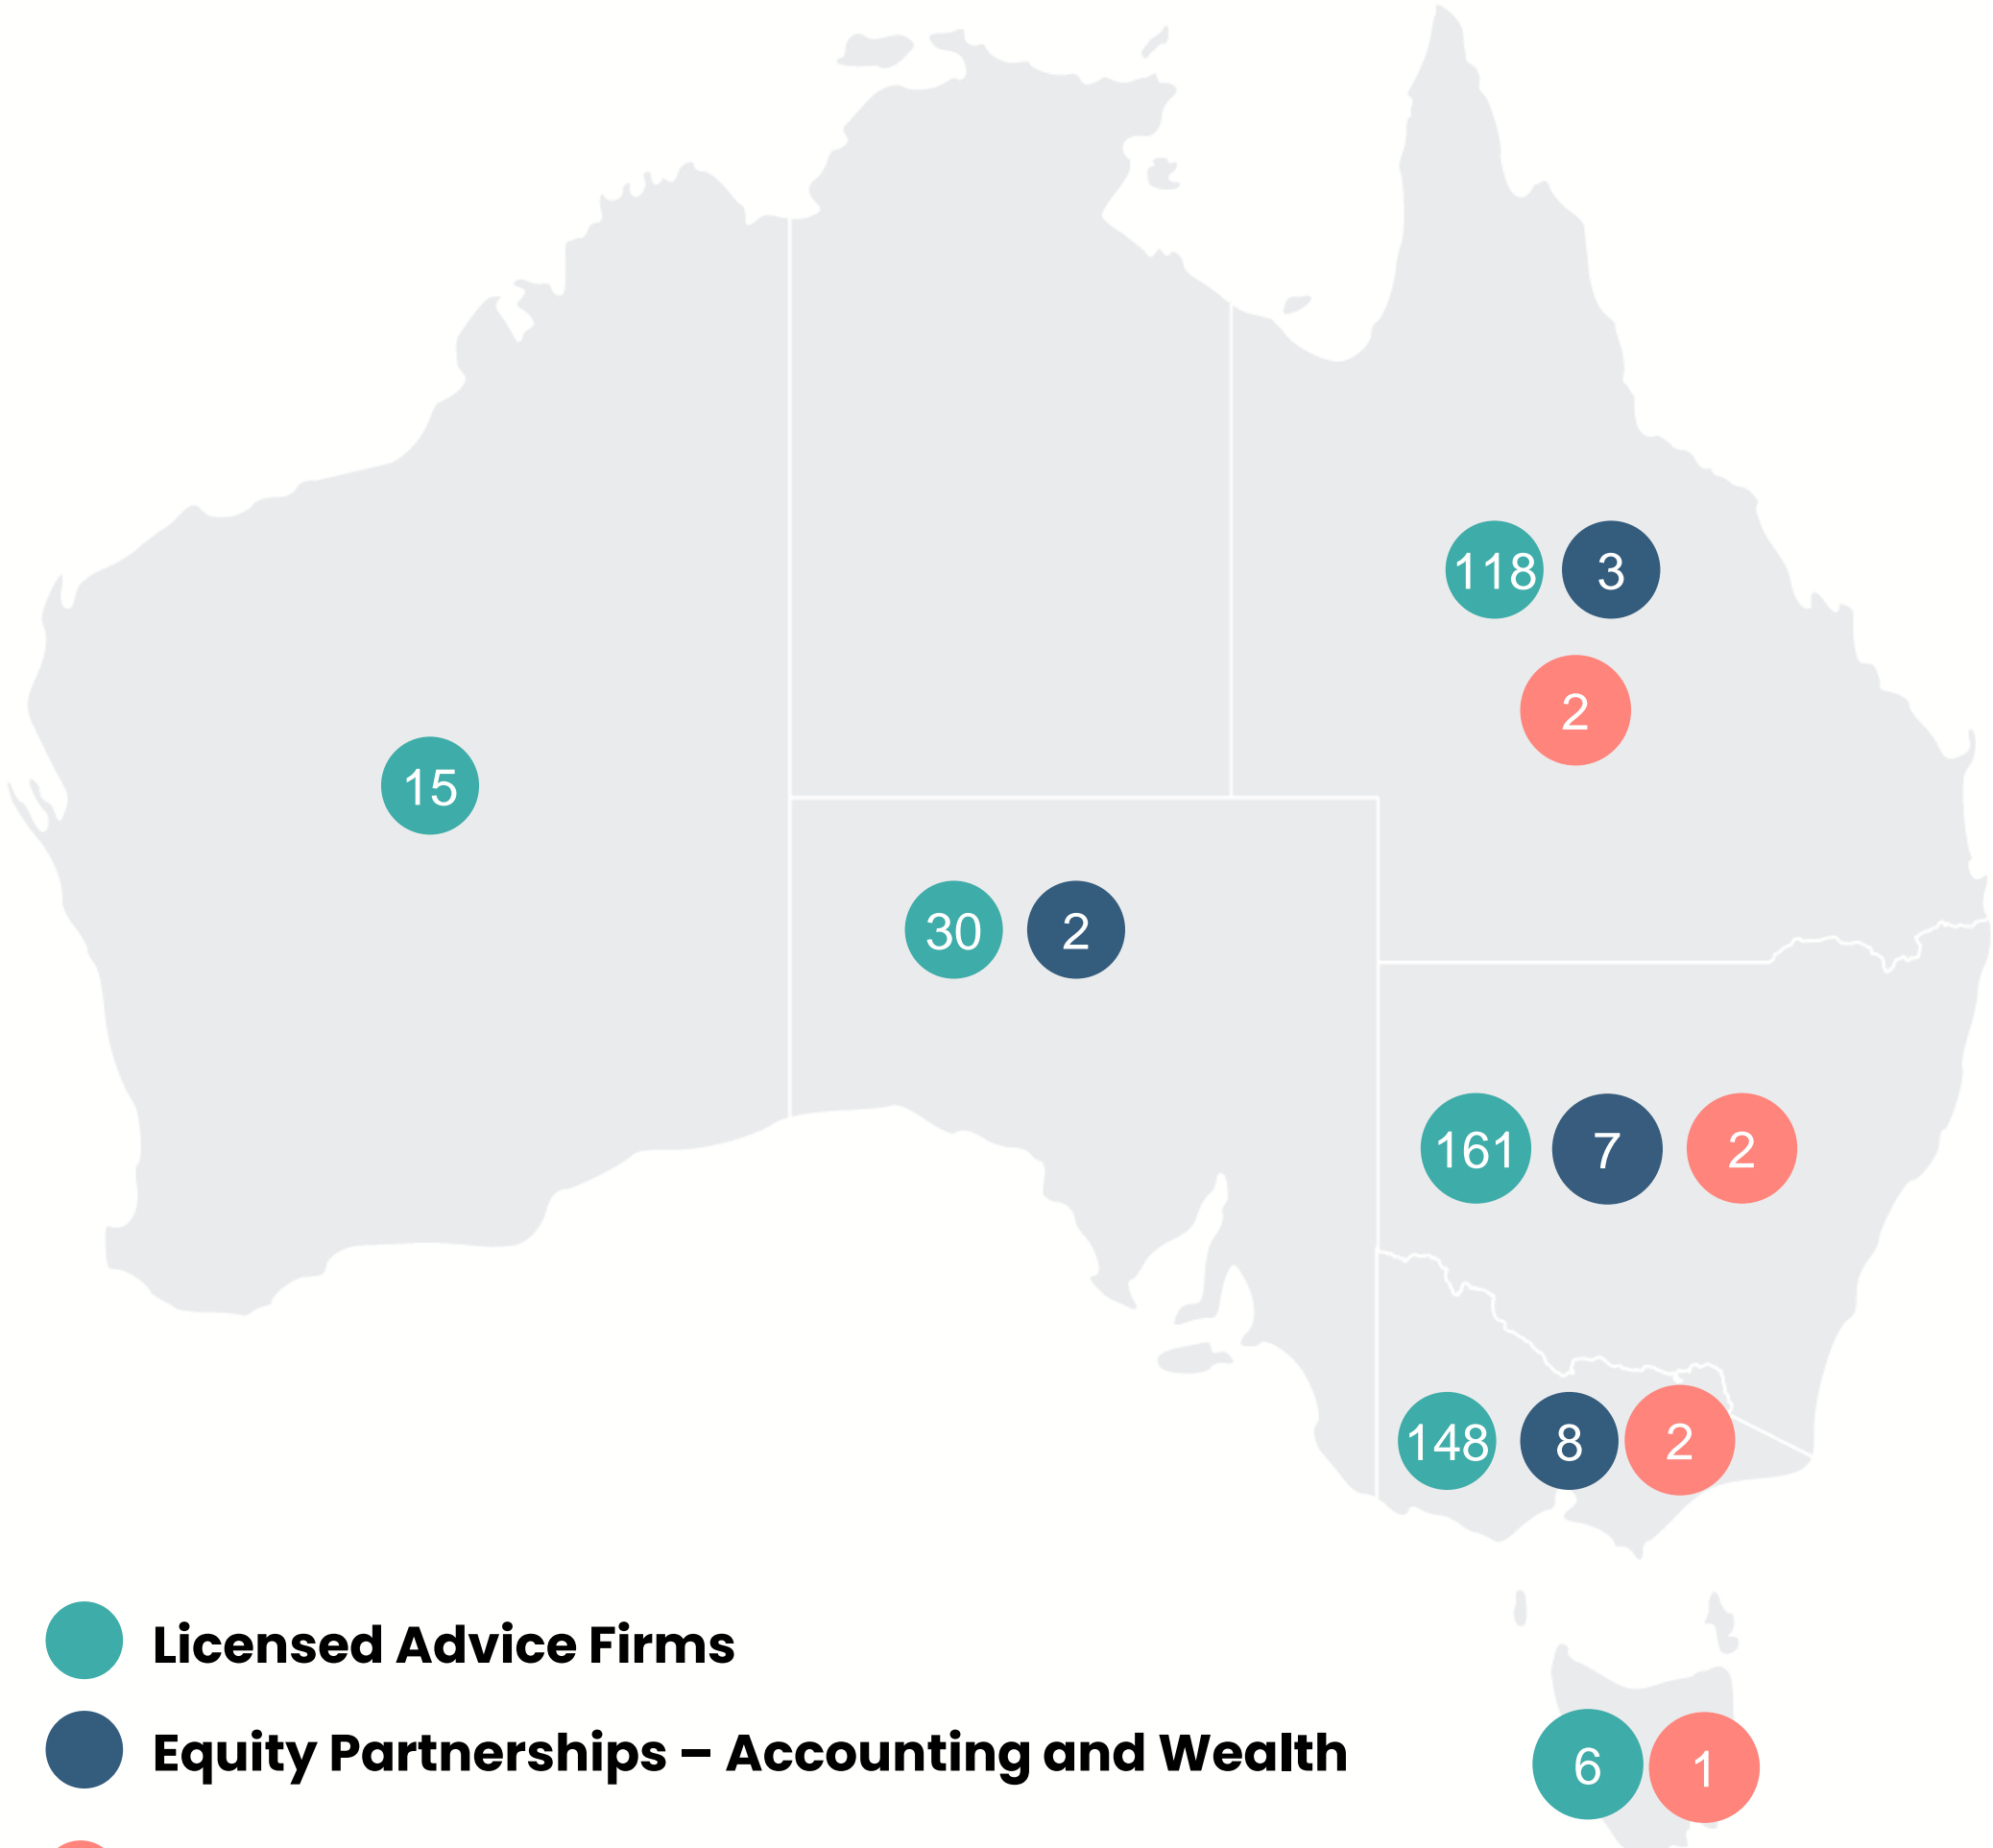 118 3
2
15
30 2
161 7 2
148 8 2
Licensed Advice Firms
Equity Partnerships – Accounting and Wealth
6 1